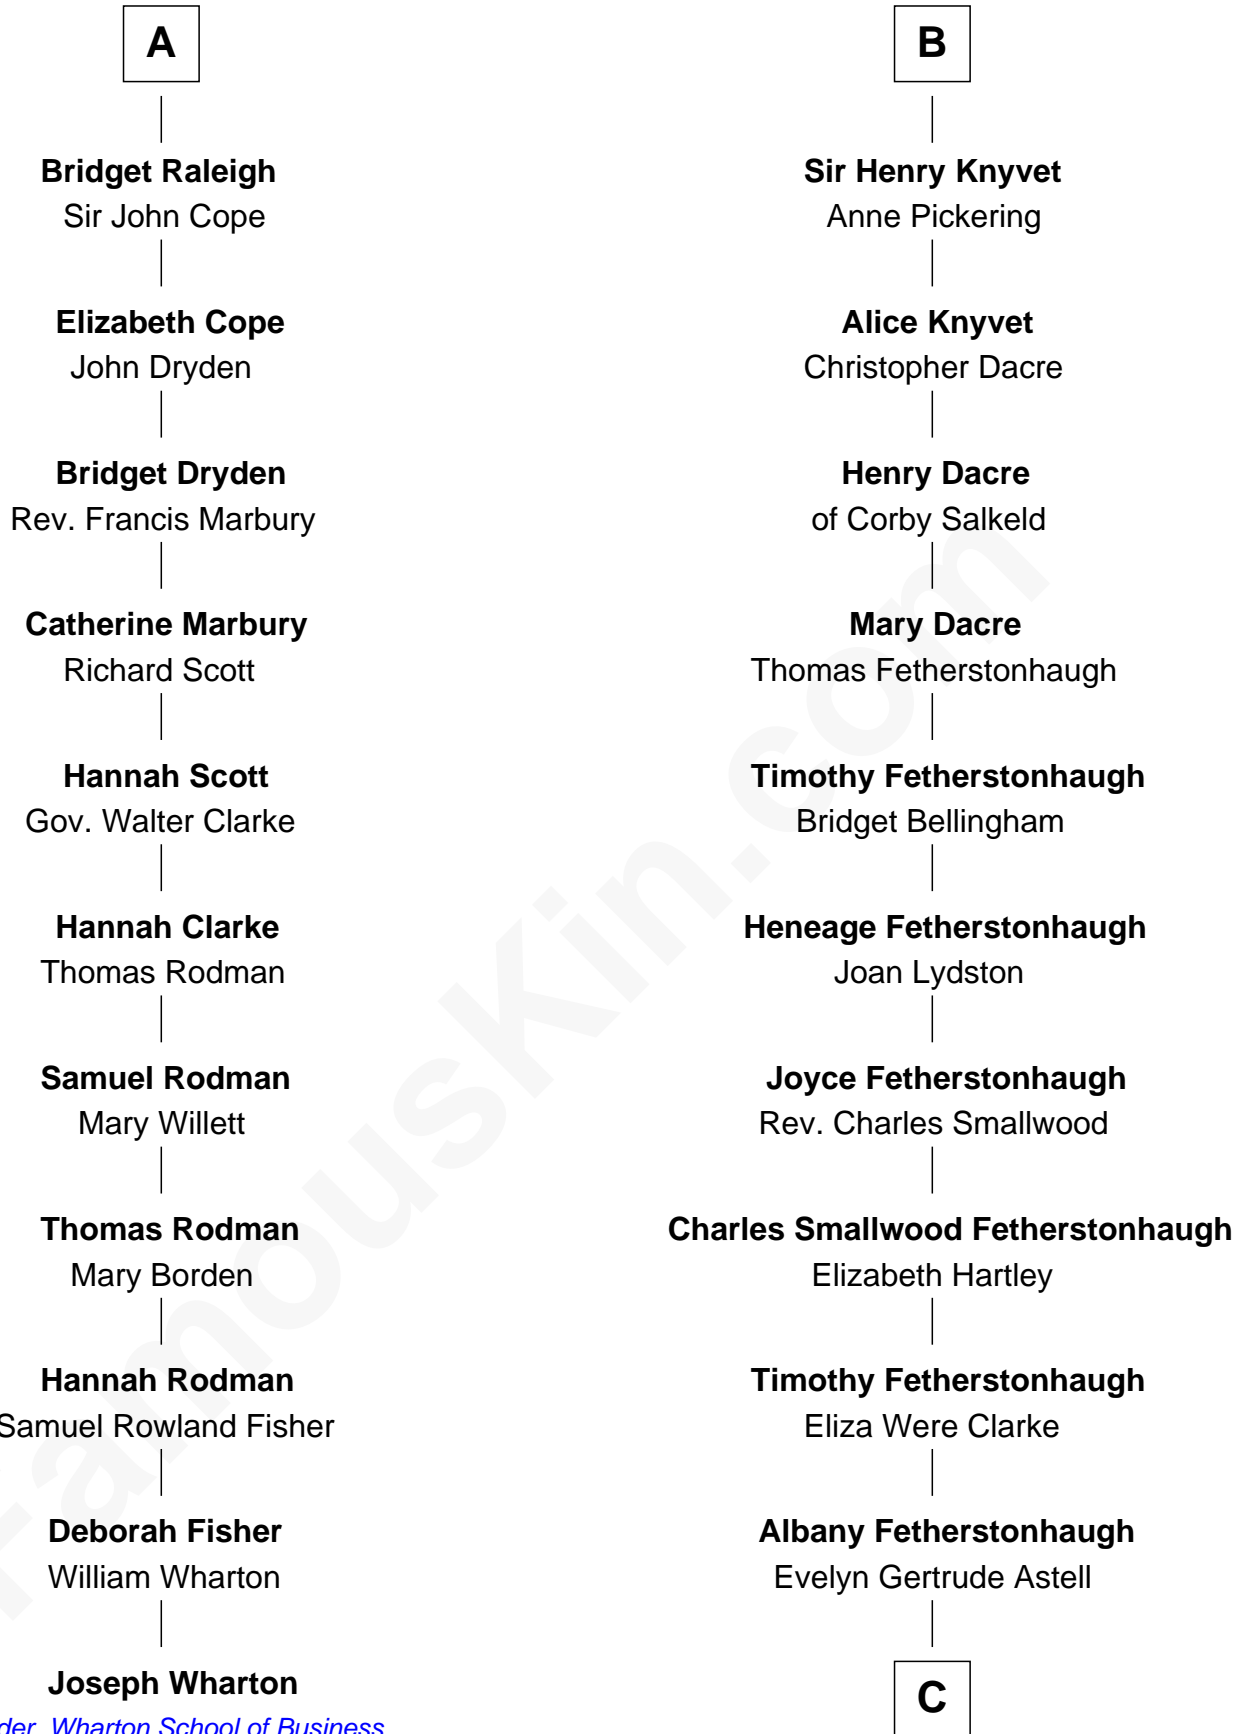 A
Bridget Raleigh
Sir John Cope
Elizabeth Cope
John Dryden
Bridget Dryden
Rev. Francis Marbury
Catherine Marbury
Richard Scott
Hannah Scott
Gov. Walter Clarke
Hannah Clarke
Thomas Rodman
Samuel Rodman
Mary Willett
Thomas Rodman
Mary Borden
Hannah Rodman
Samuel Rowland Fisher
Deborah Fisher
William Wharton
Joseph Wharton
Wharton School of Business
B
Sir Henry Knyvet
Anne Pickering
Alice Knyvet
Christopher Dacre
Henry Dacre
of Corby Salkeld
Mary Dacre
Thomas Fetherstonhaugh
Timothy Fetherstonhaugh
Bridget Bellingham
Heneage Fetherstonhaugh
Joan Lydston
Joyce Fetherstonhaugh
Rev. Charles Smallwood
Charles Smallwood Fetherstonhaugh
Elizabeth Hartley
Timothy Fetherstonhaugh
Eliza Were Clarke
Albany Fetherstonhaugh
Evelyn Gertrude Astell
C
FamousKin.com